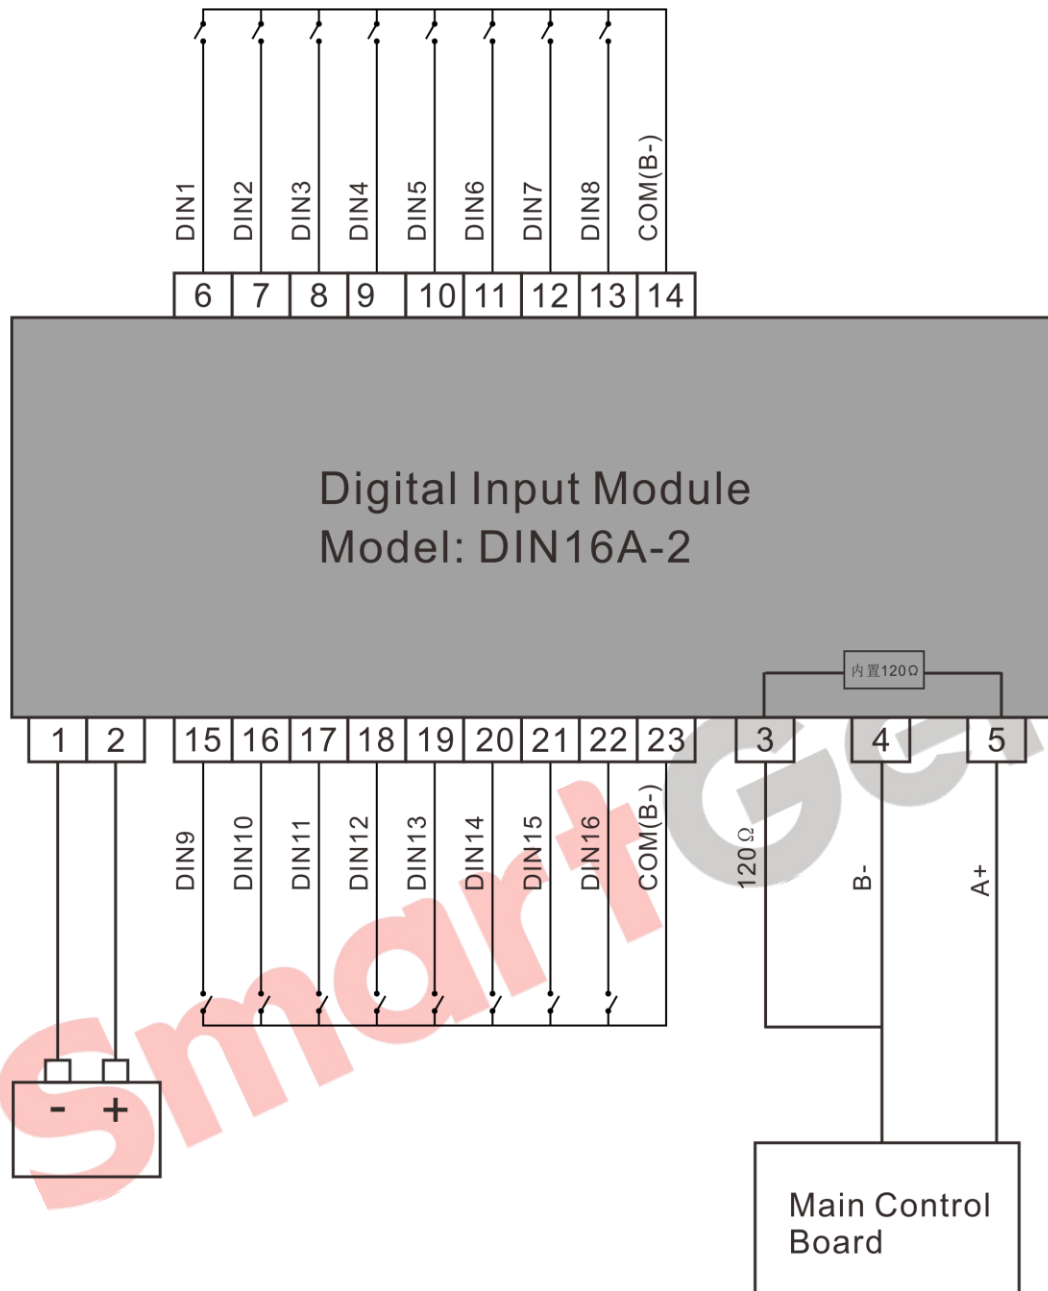 DIN1 DIN2 DIN3 DIN4 DIN5 DIN6 DIN7 DIN8 COM(B-)
6 7 8 9 10 11 12 13 14
Digital Input Module
Model: DIN16A-2
内置120Ω
1 2 15 16 17 18 19 20 21 22 23 3 4 5
DIN9 DIN10 DIN11 DIN12 DIN13 DIN14 DIN15 DIN16 COM(B-) 120Ω B- A+
- +
Main Control
Board
SmartGen